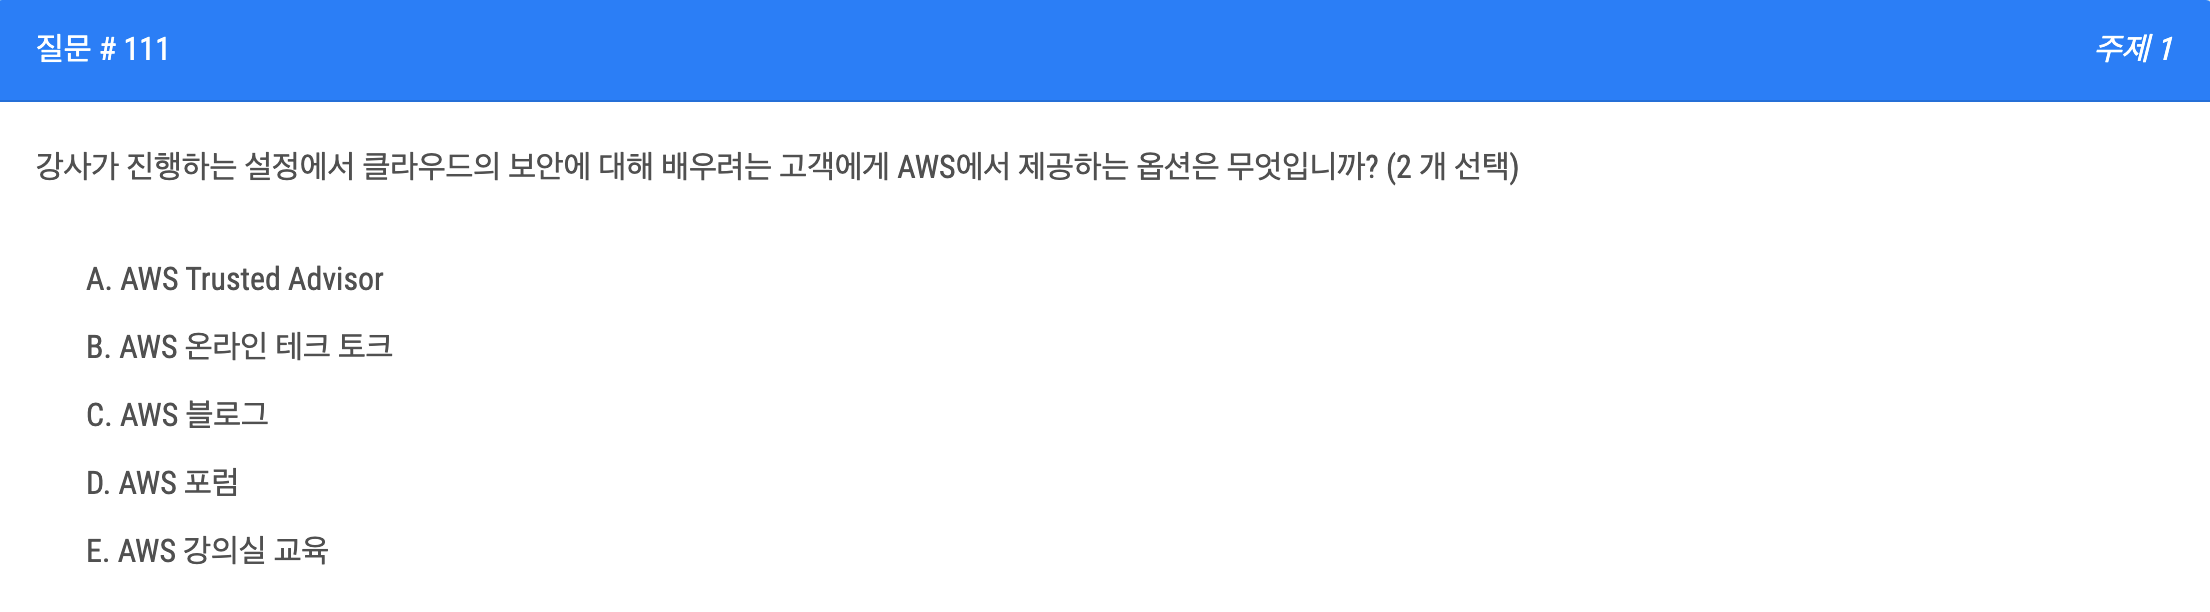 질문 # 111
주제 1
강사가 진행하는 설정에서 클라우드의 보안에 대해 배우려는 고객에게 AWS에서 제공하는 옵션은 무엇입니까? (2 개 선택)
A. AWS Trusted Advisor
B. AWS 온라인 테크 토크
C. AWS 블로그
D. AWS 포럼
E. AWS 강의실 교육